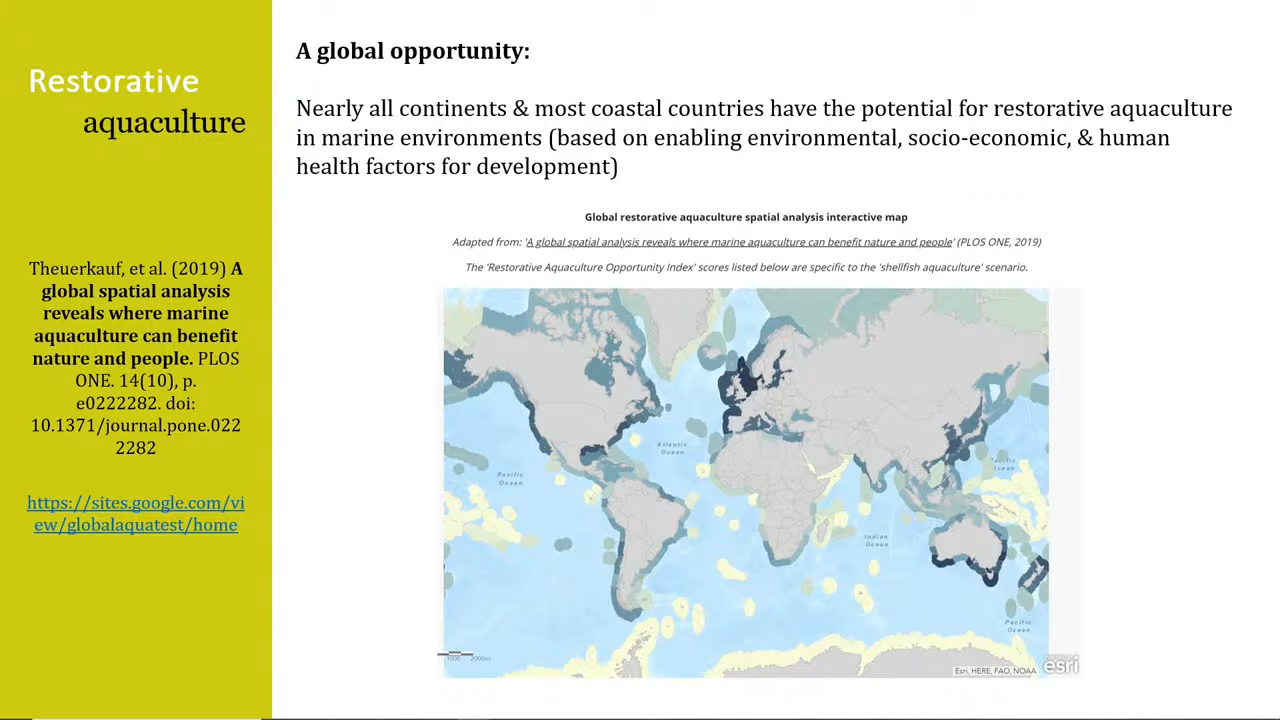 Restorative
aquaculture
Theuerkauf, et al. (2019) A
global spatial analysis
reveals where marine
aquaculture can benefit
nature and people. PLOS
ONE. 14(10), p.
e0222282. doi:
10.1371/journal.pone.022
2282
https://sites.google.com/vi
ew/globalaquatest/home
A global opportunity:
Nearly all continents & most coastal countries have the potential for restorative aquaculture
in marine environments (based on enabling environmental, socio-economic, & human
health factors for development)
Global restorative aquaculture spatial analysis interactive map
Adapted from: 'A global spatial analysis reveals where marine aquaculture can benefit nature and people' (PLOS ONE, 2019)
The 'Restorative Aquaculture Opportunity Index' scores listed below are specific to the 'shellfish aquaculture' scenario.
Atlantic
Ocean
Pacific
Ocean
Pacific
Ocean
Indian
Ocean
Pacific
Ocean
1000 2000mi
Esri, HERE, FAO, NOAA
esri